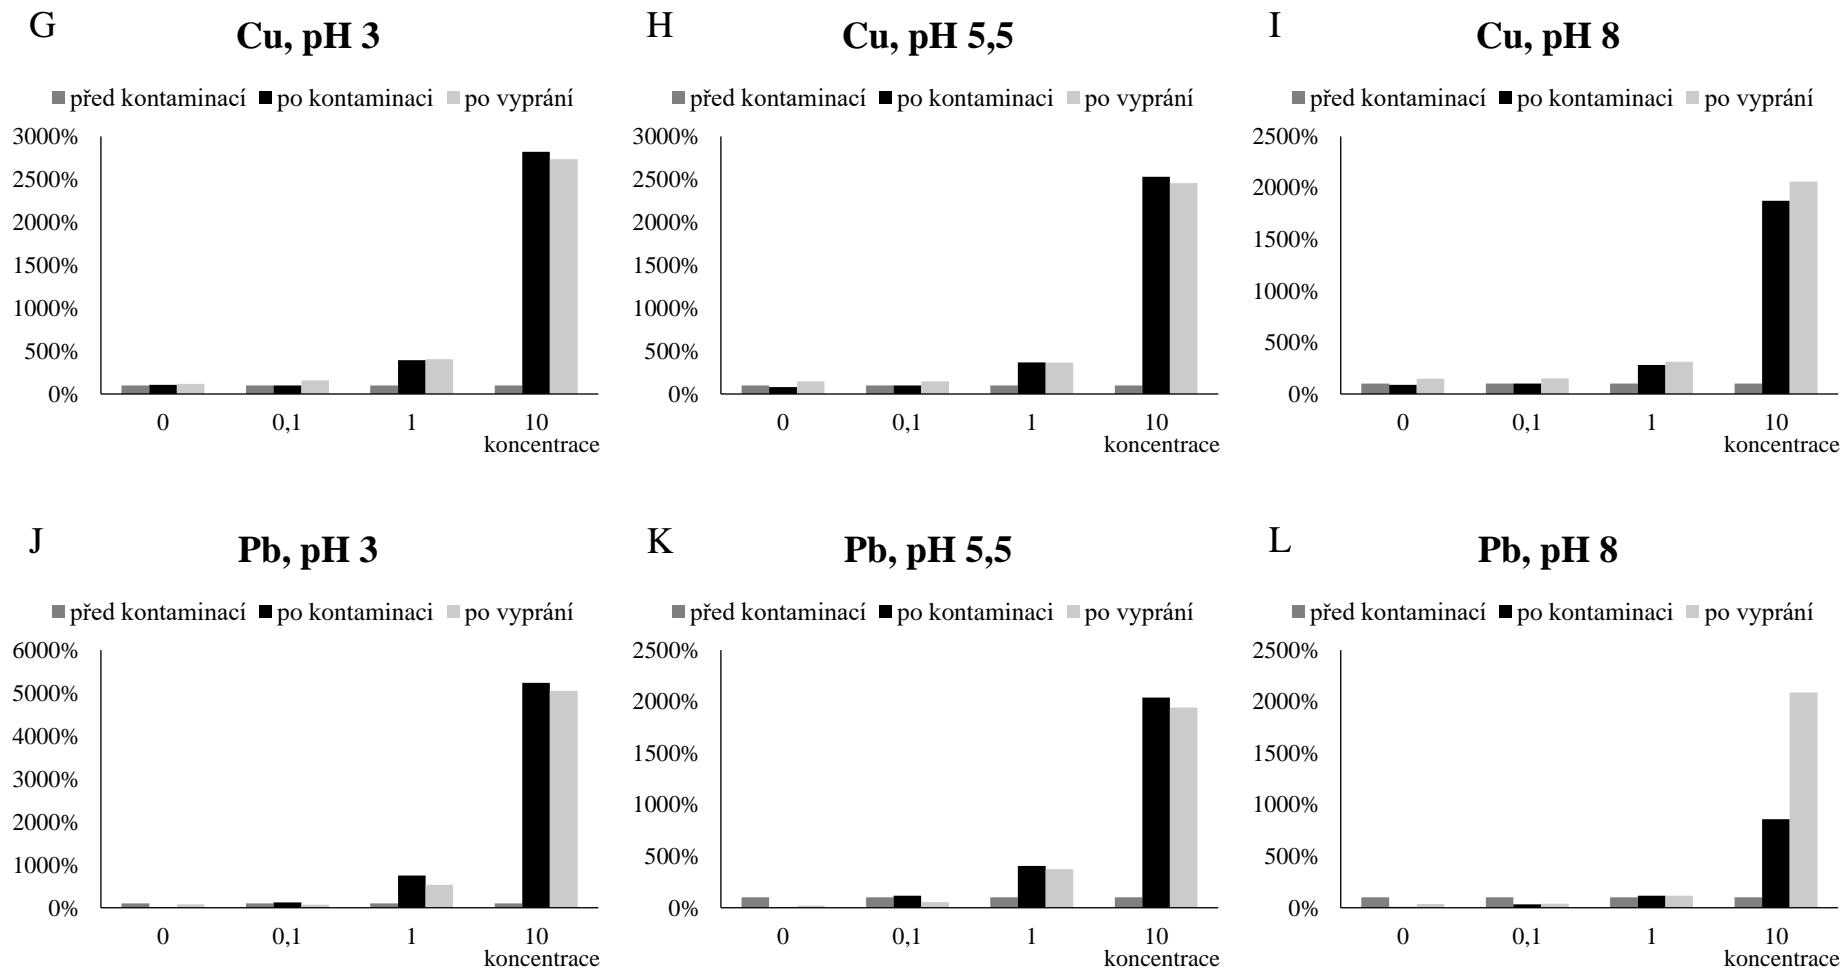 G
Cu, pH 3
před kontaminací po kontaminaci po vyprání
3000%
2500%
2000%
1500%
1000%
500%
0%
0 0,1 1 10
koncentrace
H
Cu, pH 5,5
před kontaminací po kontaminaci po vyprání
3000%
2500%
2000%
1500%
1000%
500%
0%
0 0,1 1 10
koncentrace
I
Cu, pH 8
před kontaminací po kontaminaci po vyprání
2500%
2000%
1500%
1000%
500%
0%
0 0,1 1 10
koncentrace
J
Pb, pH 3
před kontaminací po kontaminaci po vyprání
6000%
5000%
4000%
3000%
2000%
1000%
0%
0 0,1 1 10
koncentrace
K
Pb, pH 5,5
před kontaminací po kontaminaci po vyprání
2500%
2000%
1500%
1000%
500%
0%
0 0,1 1 10
koncentrace
L
Pb, pH 8
před kontaminací po kontaminaci po vyprání
2500%
2000%
1500%
1000%
500%
0%
0 0,1 1 10
koncentrace